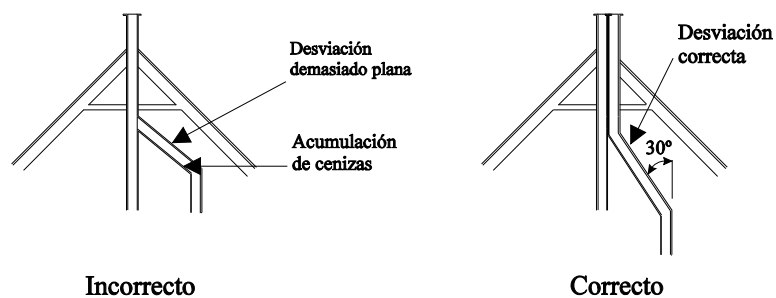 Desviación
demasiado plana
Acumulación
de cenizas
Incorrecto
Desviación
correcta
30º
Correcto